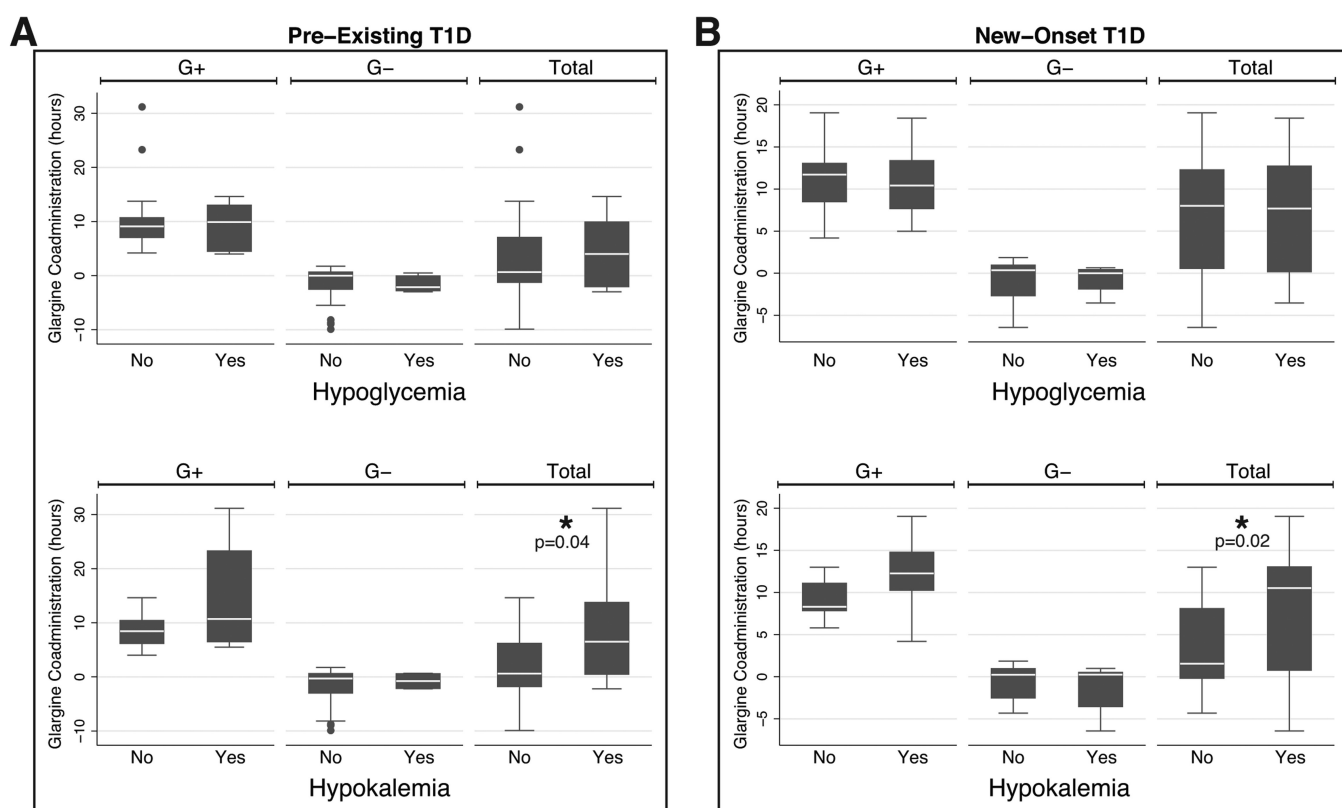 A
Pre-Existing T1D
G+ G- Total
Glargine Coadministration (hours)
30
20
10
0
-10
No Yes No Yes No Yes
Hypoglycemia
G+ G- Total
Glargine Coadministration (hours)
30
20
10
0
-10
* p=0.04
No Yes No Yes No Yes
Hypokalemia
B
New-Onset T1D
G+ G- Total
Glargine Coadministration (hours)
20
15
10
5
0
-5
No Yes No Yes No Yes
Hypoglycemia
G+ G- Total
Glargine Coadministration (hours)
20
15
10
5
0
-5
* p=0.02
No Yes No Yes No Yes
Hypokalemia